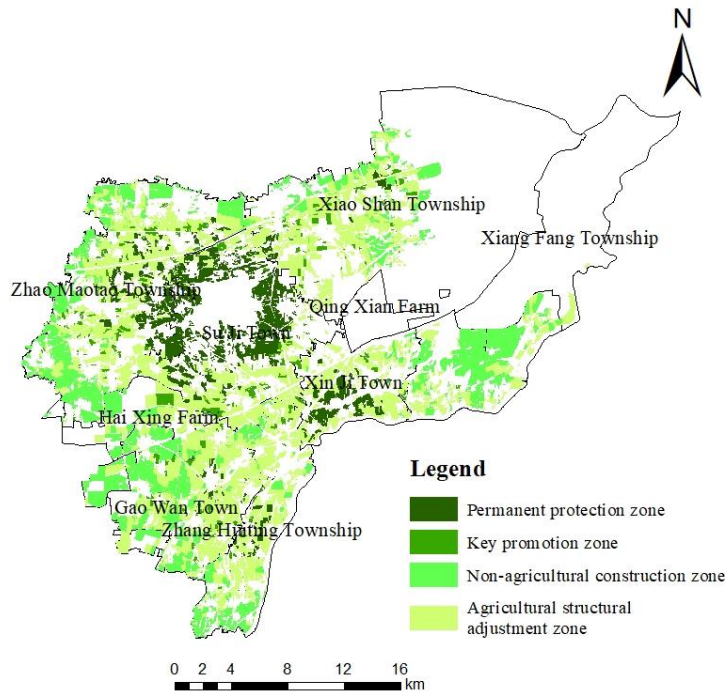 N
Xiao Shan Township
Xiang Fang Township
Zhao Maotao Township
Qing Xian Farm
Su Ji Town
Xin Ji Town
Hai Xing Farm
Gao Wan Town
Zhang Huiting Township
Legend
Permanent protection zone
Key promotion zone
Non-agricultural construction zone
Agricultural structural
adjustment zone
0 2 4 8 12 16
km